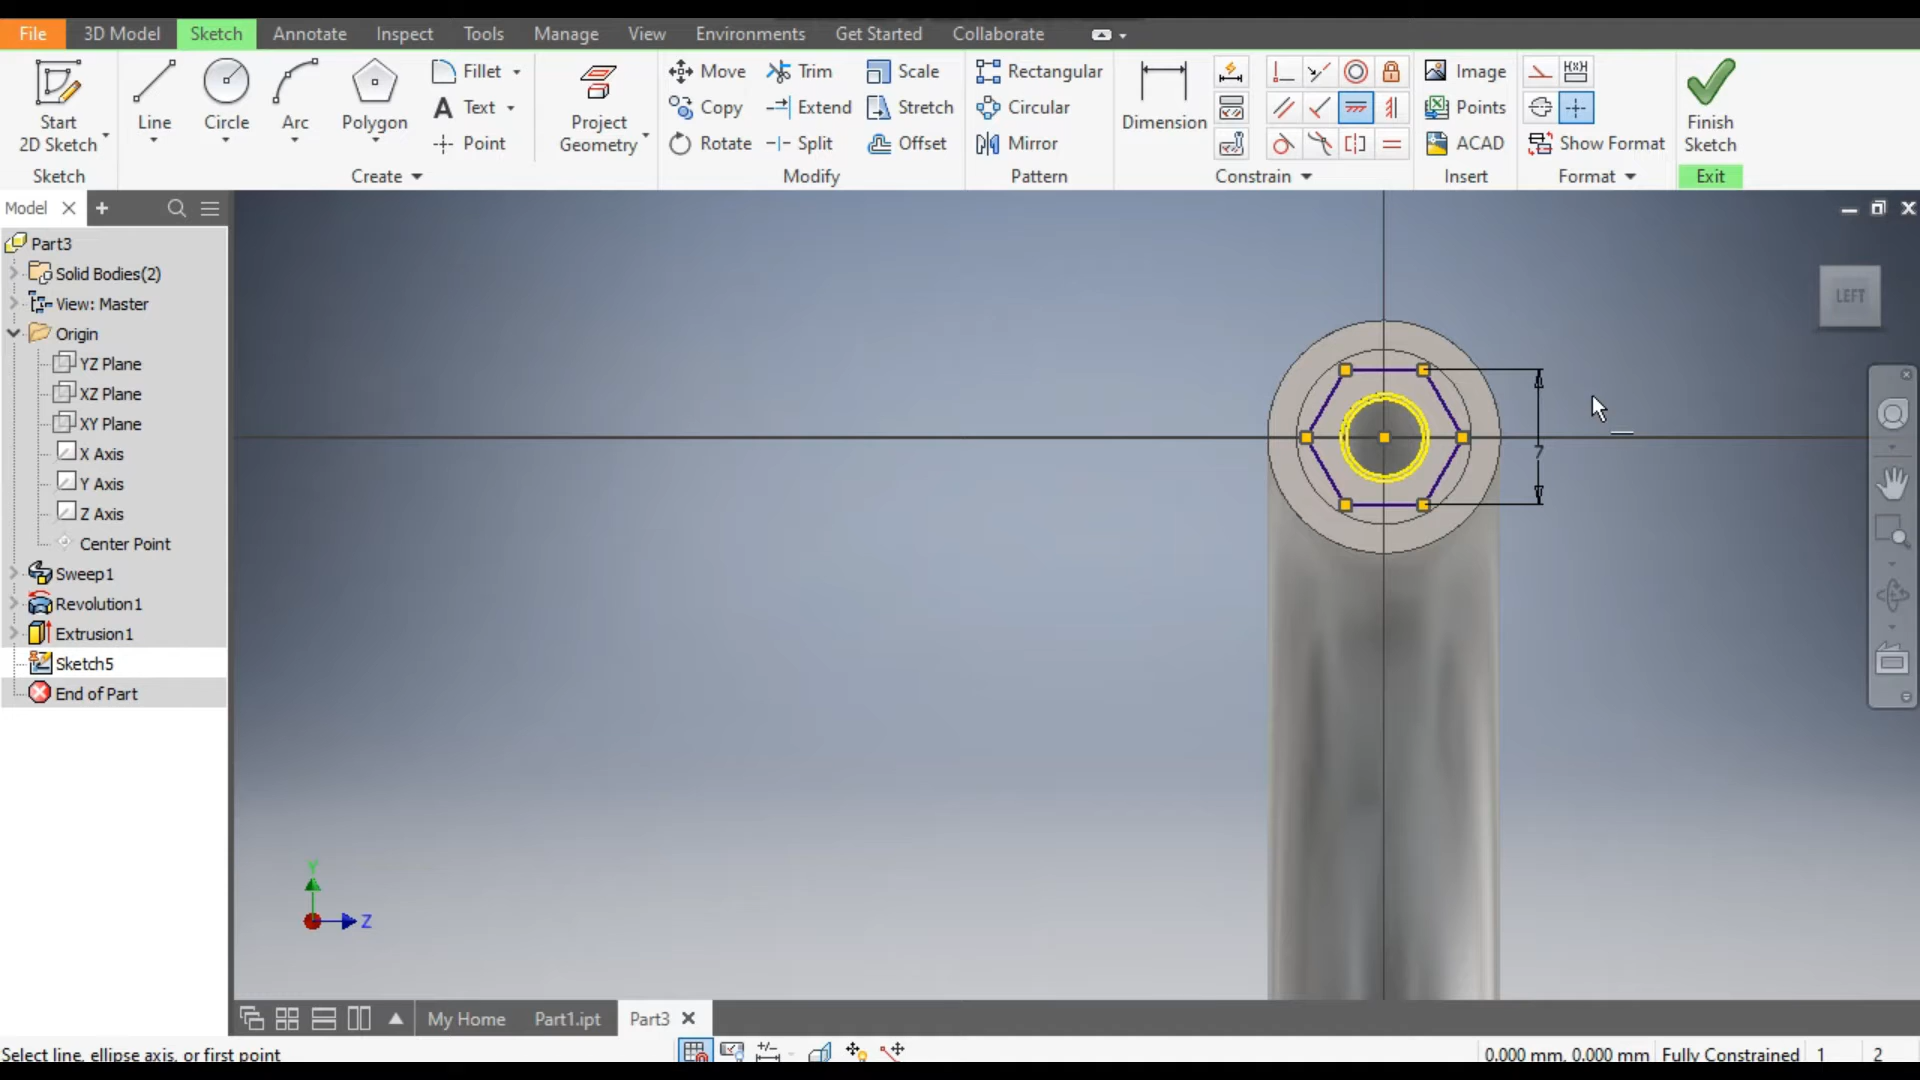 File 3D Model Sketch Annotate Inspect Tools Manage View Environments Get Started Collaborate
Start
2D Sketch
Line
Circle
Arc
Polygon
Fillet
Text
Point
Project
Geometry
Move
Copy
Rotate
Trim
Extend
Split
Scale
Stretch
Offset
Rectangular
Circular
Mirror
Dimension
Image
Points
ACAD
Show Format
Finish
Sketch
Sketch Create Modify Pattern Constrain Insert Format Exit
Model
Part3
Solid Bodies(2)
View: Master
Origin
YZ Plane
XZ Plane
XY Plane
X Axis
Y Axis
Z Axis
Center Point
Sweep1
Revolution1
Extrusion1
Sketch5
End of Part
LEFT
7
Y
Z
My Home Part1.ipt Part3
Select line, ellipse axis, or first point 0.000 mm, 0.000 mm Fully Constrained 1 2